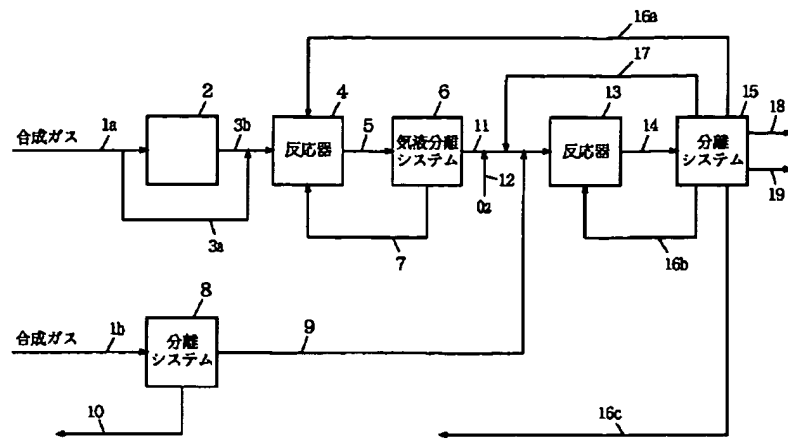 16a
17
2
4
6
13
15
18
合成ガス
1a
3b
反応器
5
気液分離
システム
11
反応器
14
分離
システム
12
O₂
19
3a
7
16b
8
合成ガス
1b
分離
システム
9
10
16c